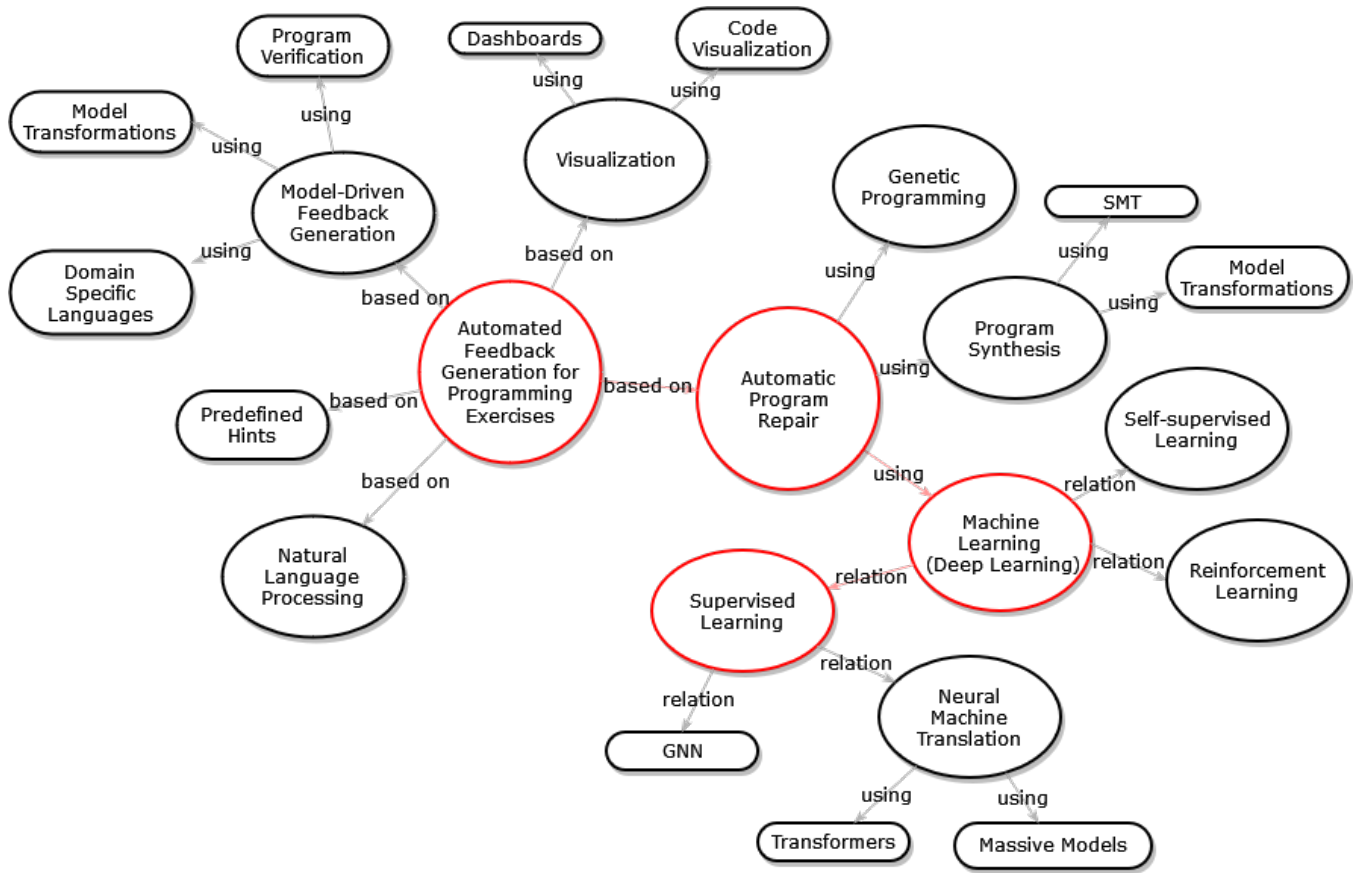 Program
Verification
Dashboards
Code
Visualization
using
using
using
Model
Transformations
using
Visualization
Model-Driven
Feedback
Generation
using
Domain
Specific
Languages
based on
based on
Genetic
Programming
SMT
using
using
Model
Transformations
using
Program
Synthesis
using
Automated
Feedback
Generation for
Programming
Exercises
based on
Automatic
Program
Repair
based on
Predefined
Hints
based on
Self-supervised
Learning
using
relation
Machine
Learning
(Deep Learning)
relation
Reinforcement
Learning
Natural
Language
Processing
relation
Supervised
Learning
relation
relation
Neural
Machine
Translation
GNN
using
using
Transformers
Massive Models